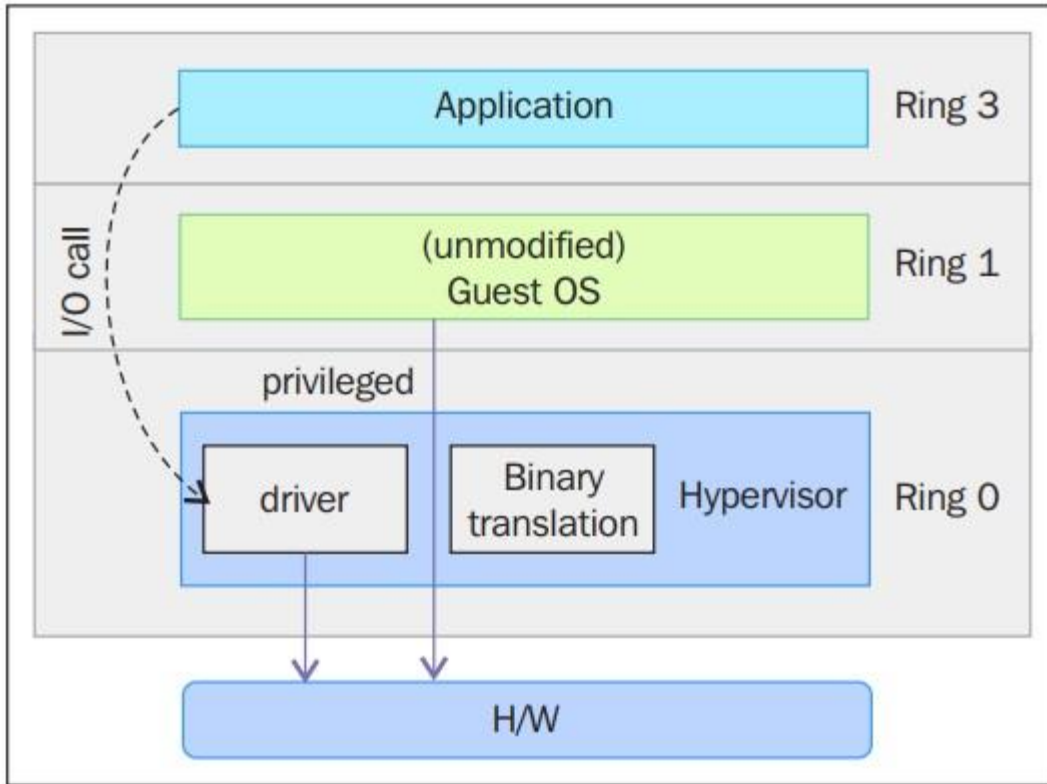 Application
Ring 3
I/O call
(unmodified)
Guest OS
Ring 1
privileged
driver
Binary
translation
Hypervisor
Ring 0
H/W